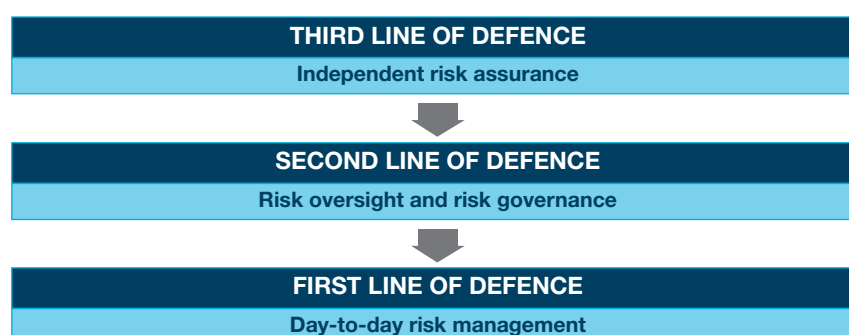 THIRD LINE OF DEFENCE
Independent risk assurance
SECOND LINE OF DEFENCE
Risk oversight and risk governance
FIRST LINE OF DEFENCE
Day-to-day risk management